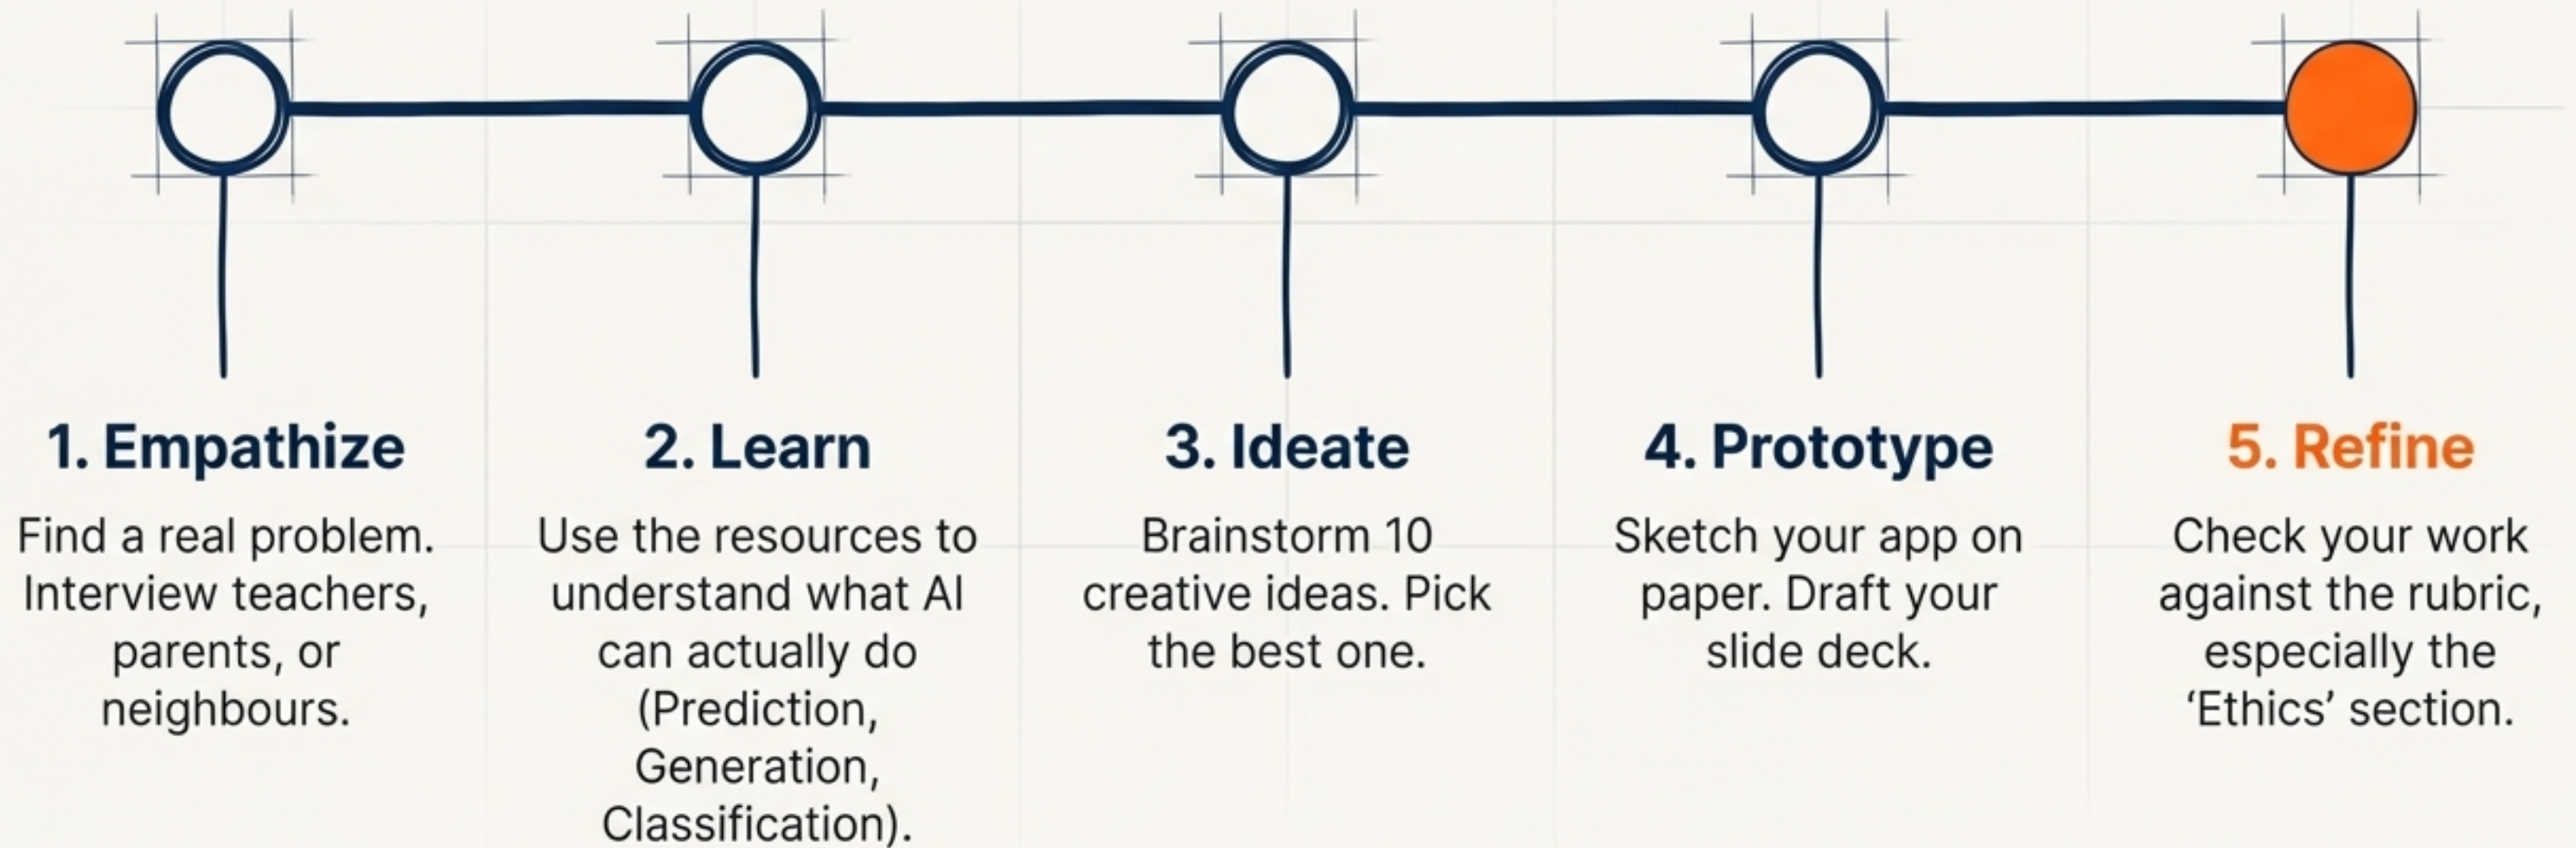 1. Empathize
Find a real problem.
Interview teachers,
parents, or
neighbours.
2. Learn
Use the resources to
understand what AI
can actually do
(Prediction,
Generation,
Classification).
3. Ideate
Brainstorm 10
creative ideas. Pick
the best one.
4. Prototype
Sketch your app on
paper. Draft your
slide deck.
5. Refine
Check your work
against the rubric,
especially the
‘Ethics’ section.